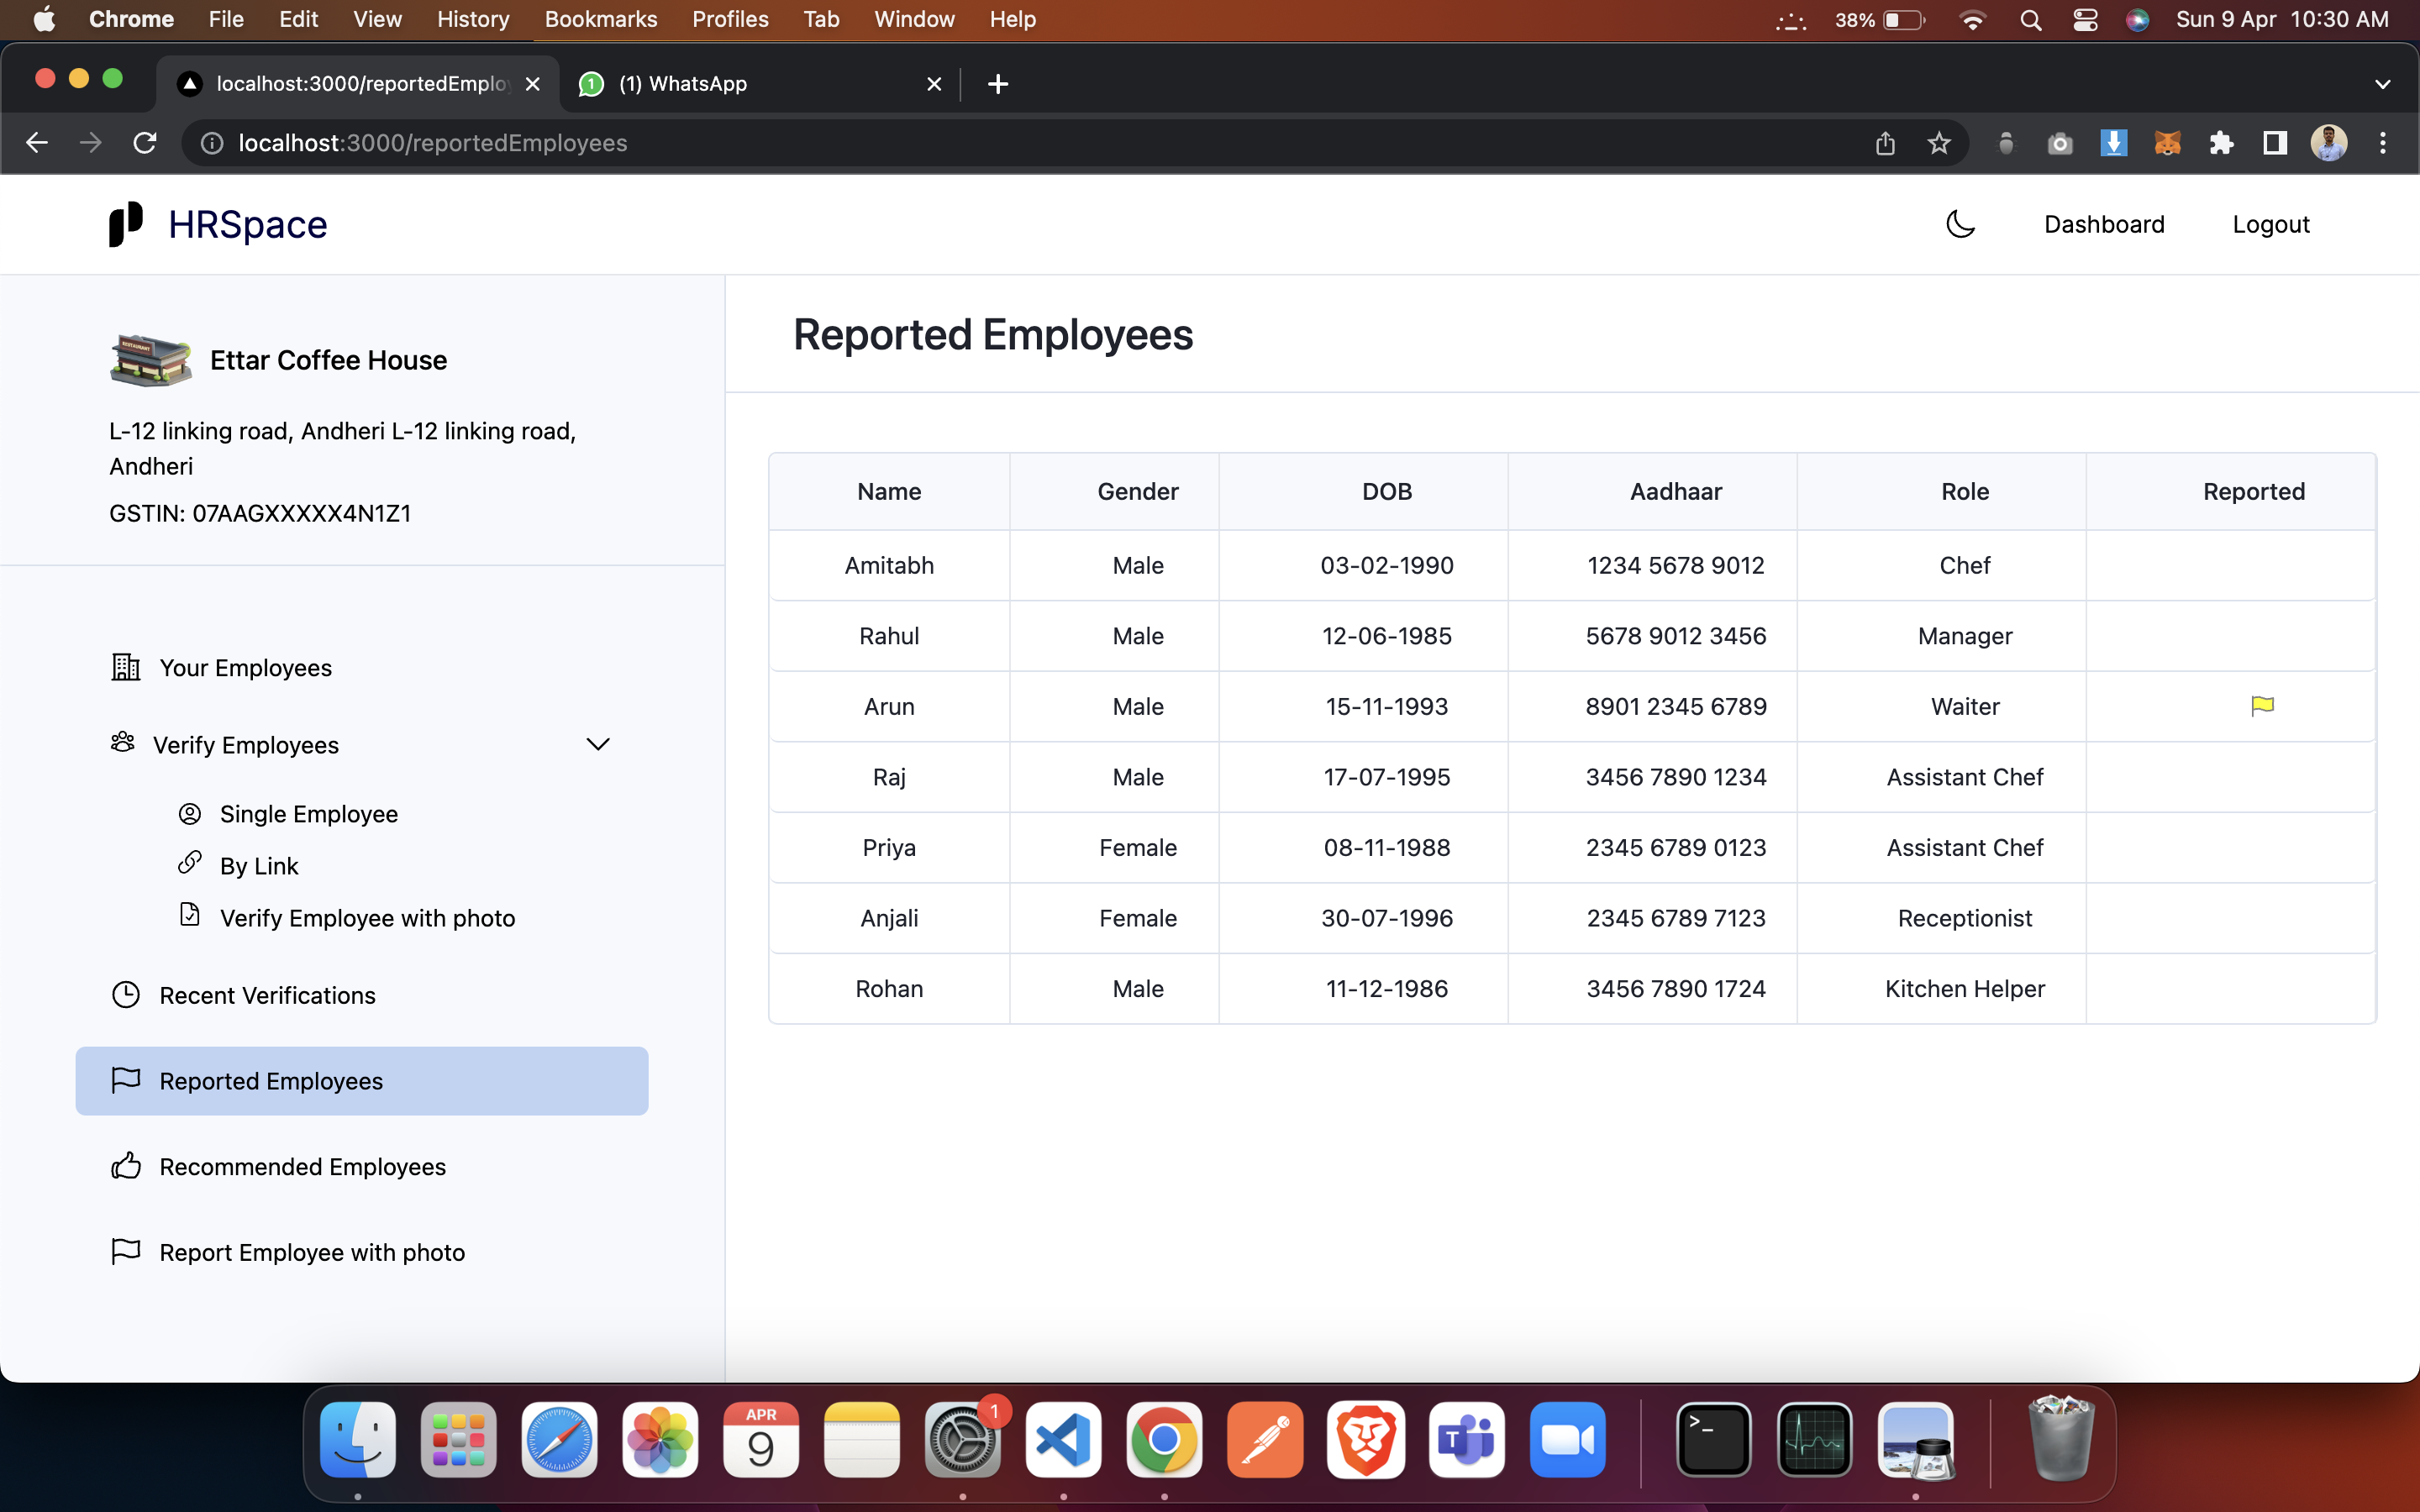 Chrome File Edit View History Bookmarks Profiles Tab Window Help 38% Sun 9 Apr 10:30 AM
localhost:3000/reportedEmplo 1 (1) WhatsApp
localhost:3000/reportedEmployees
HRSpace Dashboard Logout
RESTAURANT
Ettar Coffee House
L-12 linking road, Andheri L-12 linking road,
Andheri
GSTIN: 07AAGXXXXX4N1Z1
Your Employees
Verify Employees
Single Employee
By Link
Verify Employee with photo
Recent Verifications
Reported Employees
Recommended Employees
Report Employee with photo
Reported Employees
Name Gender DOB Aadhaar Role Reported
Amitabh Male 03-02-1990 1234 5678 9012 Chef
Rahul Male 12-06-1985 5678 9012 3456 Manager
Arun Male 15-11-1993 8901 2345 6789 Waiter
Raj Male 17-07-1995 3456 7890 1234 Assistant Chef
Priya Female 08-11-1988 2345 6789 0123 Assistant Chef
Anjali Female 30-07-1996 2345 6789 7123 Receptionist
Rohan Male 11-12-1986 3456 7890 1724 Kitchen Helper
APR
9
1
T
>_